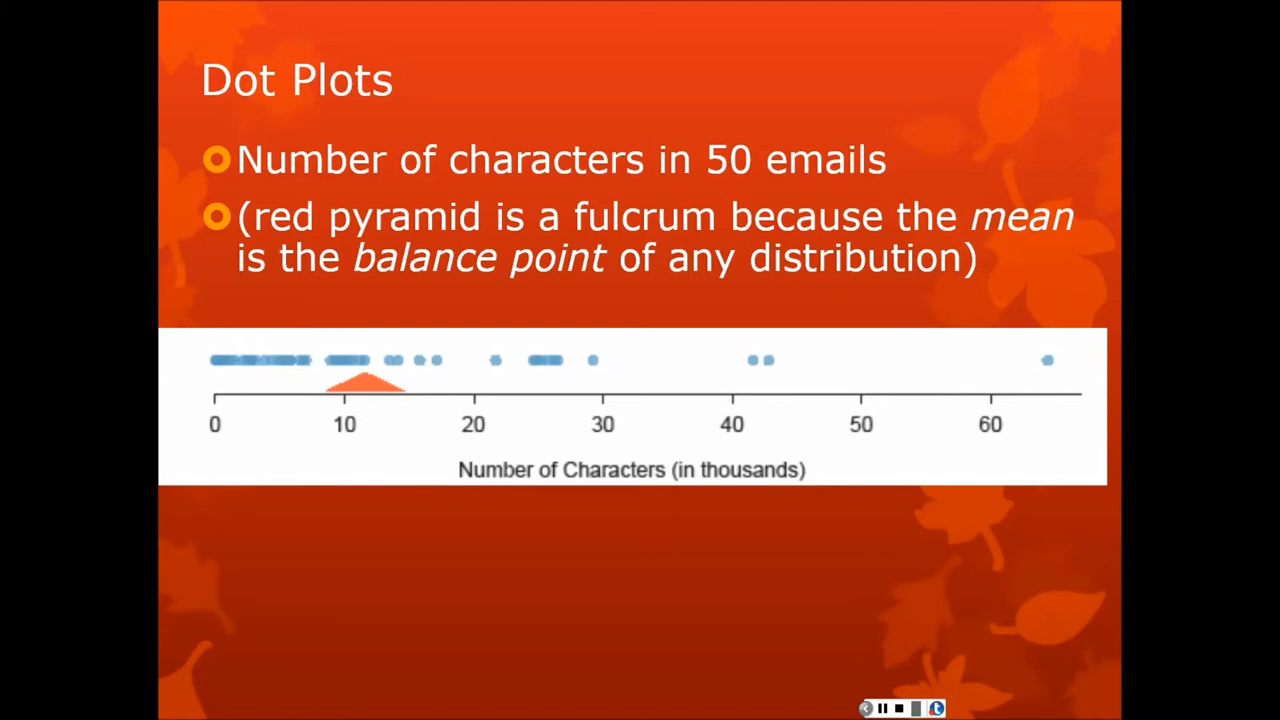 Dot Plots
Number of characters in 50 emails
(red pyramid is a fulcrum because the mean
is the balance point of any distribution)
0 10 20 30 40 50 60
Number of Characters (in thousands)